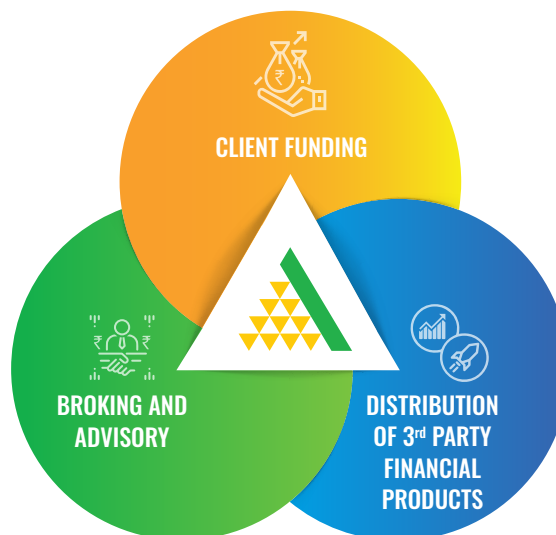 CLIENT FUNDING
BROKING AND
ADVISORY
DISTRIBUTION
OF 3rd PARTY
FINANCIAL
PRODUCTS